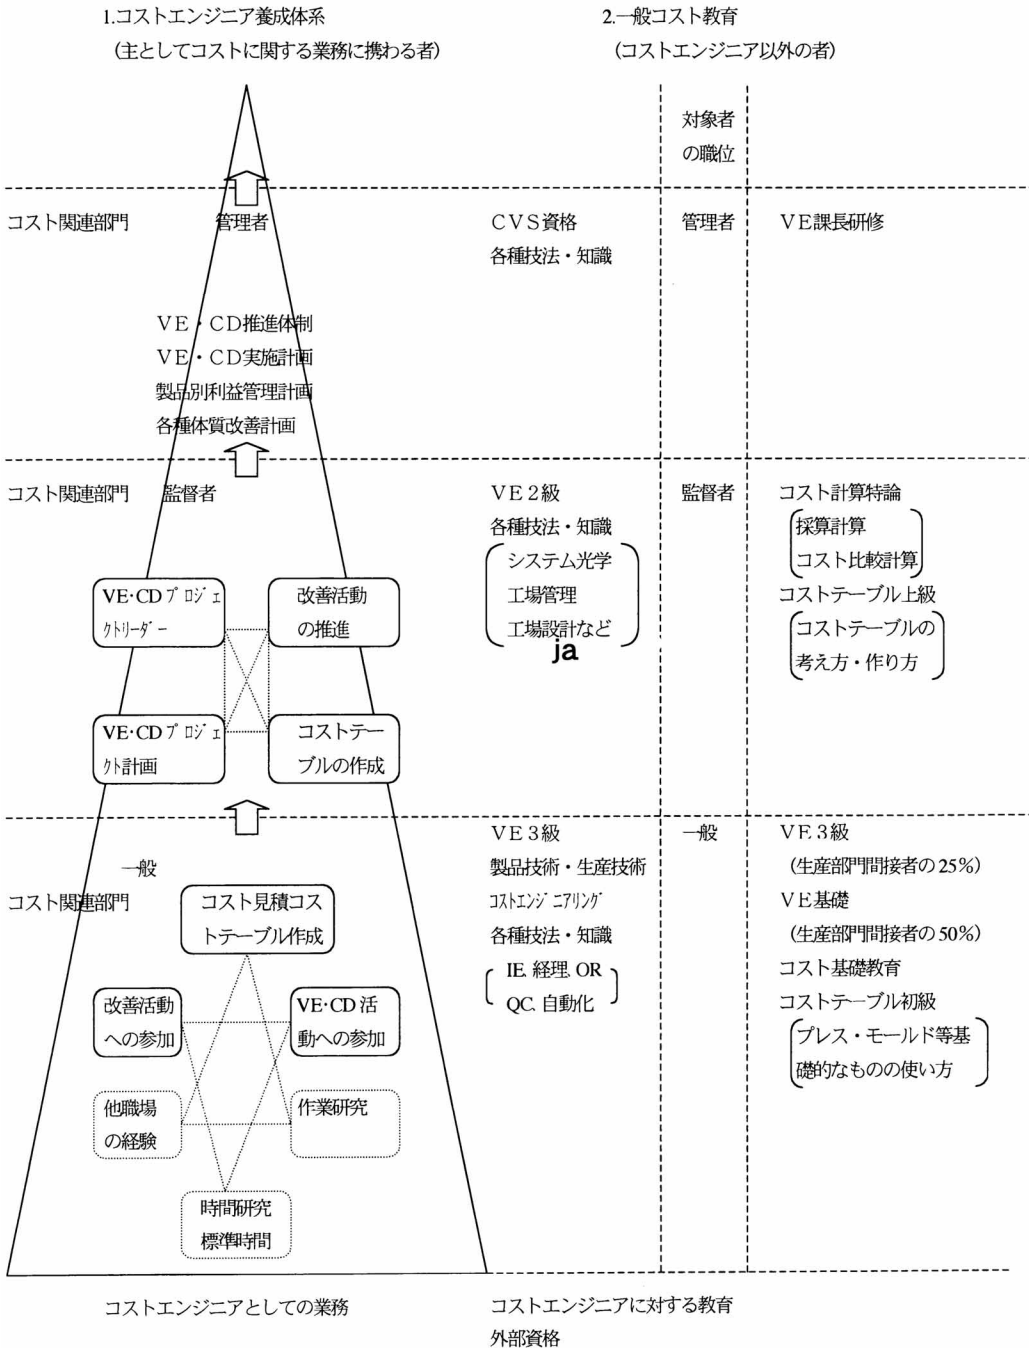 1.コストエンジニア養成体系
(主としてコストに関する業務に携わる者)
2.一般コスト教育
(コストエンジニア以外の者)
対象者
の職位
コスト関連部門 管理者
CVS資格
各種技法・知識
管理者
VE課長研修
VE・CD推進体制
VE・CD実施計画
製品別利益管理計画
各種体質改善計画
コスト関連部門 監督者
VE・CDプロジェ
クトリーダー
改善活動
の推進
VE・CDプロジェ
クト計画
コストテー
ブルの作成
VE2級
各種技法・知識
システム光学
工場管理
工場設計など
ja
監督者
コスト計算特論
採算計算
コスト比較計算
コストテーブル上級
コストテーブルの
考え方・作り方
一般
コスト関連部門
コスト見積コス
トテーブル作成
改善活動
への参加
VE・CD活
動への参加
他職場
の経験
作業研究
時間研究
標準時間
VE3級
製品技術・生産技術
コストエンジニアリング
各種技法・知識
IE. 経理. OR
QC. 自動化
一般
VE3級
(生産部門間接者の25%)
VE基礎
(生産部門間接者の50%)
コスト基礎教育
コストテーブル初級
プレス・モールド等基
礎的なものの使い方
コストエンジニアとしての業務
コストエンジニアに対する教育
外部資格